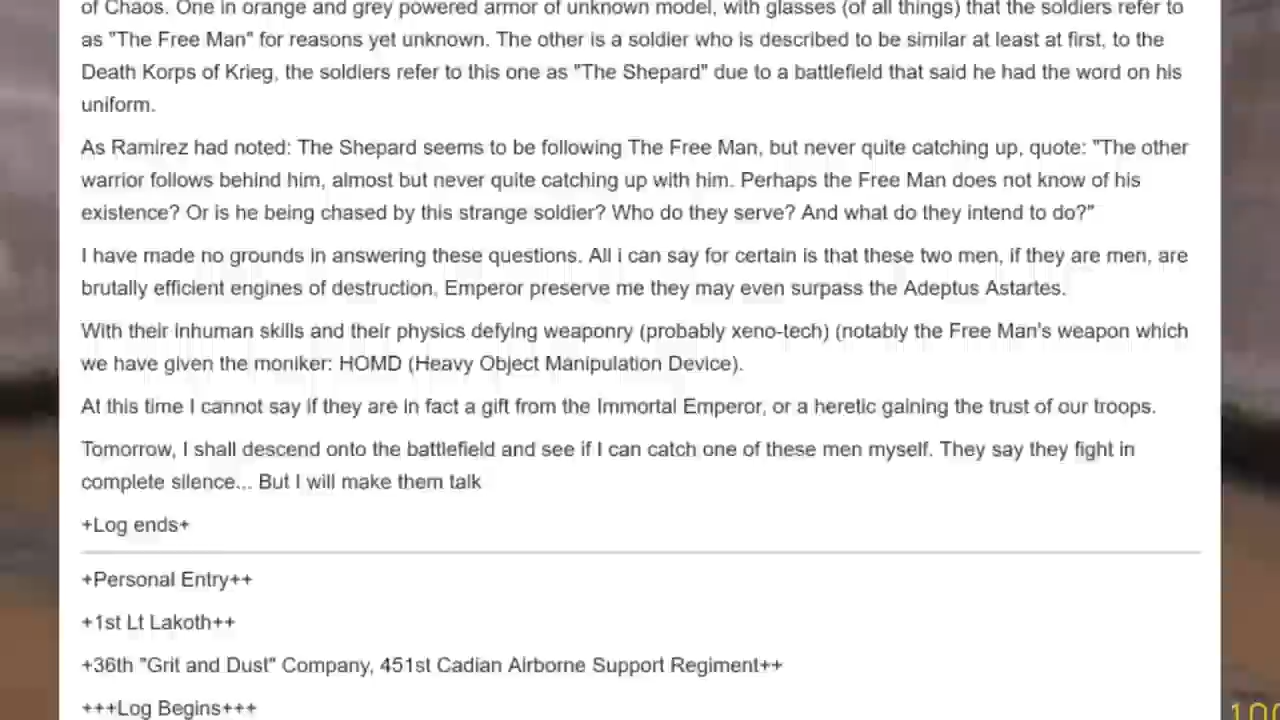 of Chaos. One in orange and grey powered armor of unknown model, with glasses (of all things) that the soldiers refer to
as "The Free Man" for reasons yet unknown. The other is a soldier who is described to be similar at least at first, to the
Death Korps of Krieg, the soldiers refer to this one as "The Shepard" due to a battlefield that said he had the word on his
uniform.
As Ramirez had noted: The Shepard seems to be following The Free Man, but never quite catching up, quote: "The other
warrior follows behind him, almost but never quite catching up with him. Perhaps the Free Man does not know of his
existence? Or is he being chased by this strange soldier? Who do they serve? And what do they intend to do?"
I have made no grounds in answering these questions. All i can say for certain is that these two men, if they are men, are
brutally efficient engines of destruction, Emperor preserve me they may even surpass the Adeptus Astartes.
With their inhuman skills and their physics defying weaponry (probably xeno-tech) (notably the Free Man's weapon which
we have given the moniker: HOMD (Heavy Object Manipulation Device).
At this time I cannot say if they are in fact a gift from the Immortal Emperor, or a heretic gaining the trust of our troops.
Tomorrow, I shall descend onto the battlefield and see if I can catch one of these men myself. They say they fight in
complete silence... But I will make them talk
+Log ends+
+Personal Entry++
+1st Lt Lakoth++
+36th "Grit and Dust" Company, 451st Cadian Airborne Support Regiment++
+++Log Begins+++